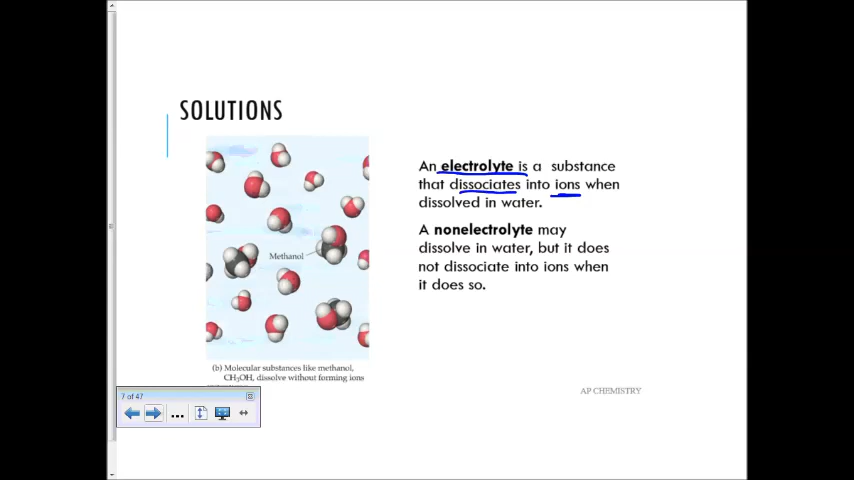 SOLUTIONS
Methanol
(b) Molecular substances like methanol,
CH₃OH, dissolve without forming ions
An electrolyte is a substance
that dissociates into ions when
dissolved in water.
A nonelectrolyte may
dissolve in water, but it does
not dissociate into ions when
it does so.
AP CHEMISTRY
7 of 47